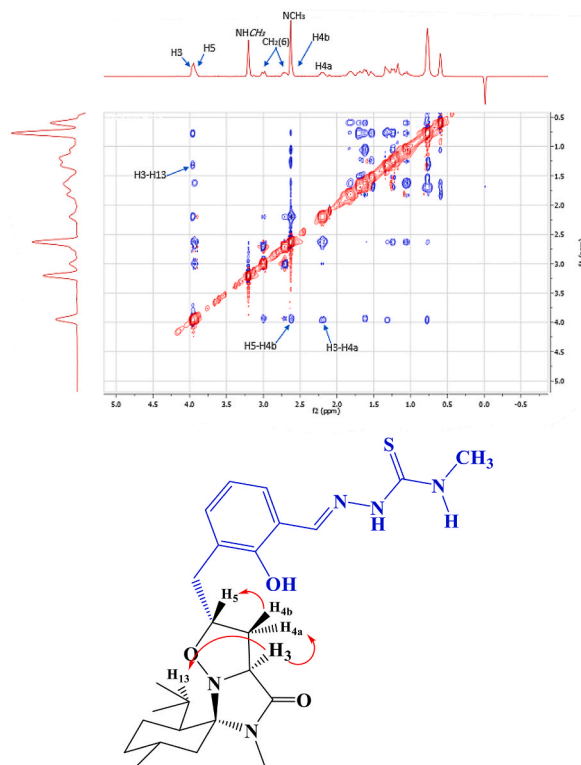 NCH₃
H3
H5
NHCH₃
CH₂(6)
H4b
H4a
H3-H13
H5-H4b
H3-H4a
0.5
1.0
1.5
2.0
2.5
3.0
3.5
4.0
4.5
5.0
f1 (ppm)
5.0 4.5 4.0 3.5 3.0 2.5 2.0 1.5 1.0 0.5 0.0 -0.5
f2 (ppm)
S
CH₃
N
N
N
H
H
OH
H₅
H₄b
H₄a
O
H₃
H₁₃
N
O
N